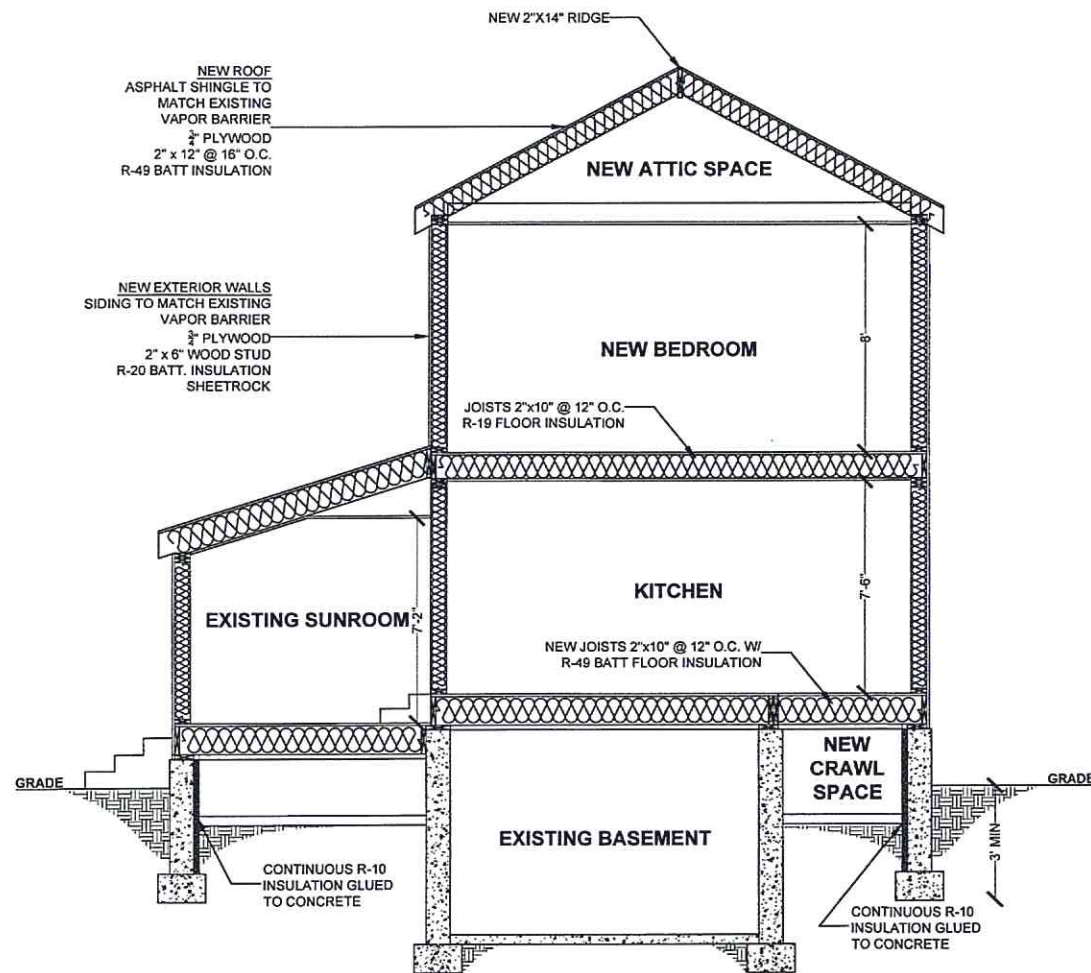 NEW 2"X14" RIDGE
NEW ROOF
ASPHALT SHINGLE TO
MATCH EXISTING
VAPOR BARRIER
¾" PLYWOOD
2" x 12" @ 16" O.C.
R-49 BATT INSULATION
NEW ATTIC SPACE
NEW EXTERIOR WALLS
SIDING TO MATCH EXISTING
VAPOR BARRIER
¾" PLYWOOD
2" x 6" WOOD STUD
R-20 BATT. INSULATION
SHEETROCK
NEW BEDROOM
8'
JOISTS 2"x10" @ 12" O.C.
R-19 FLOOR INSULATION
EXISTING SUNROOM
7'-2"
KITCHEN
7'-6"
NEW JOISTS 2"x10" @ 12" O.C. W/
R-49 BATT FLOOR INSULATION
NEW
CRAWL
SPACE
GRADE
GRADE
3' MIN
EXISTING BASEMENT
CONTINUOUS R-10
INSULATION GLUED
TO CONCRETE
CONTINUOUS R-10
INSULATION GLUED
TO CONCRETE